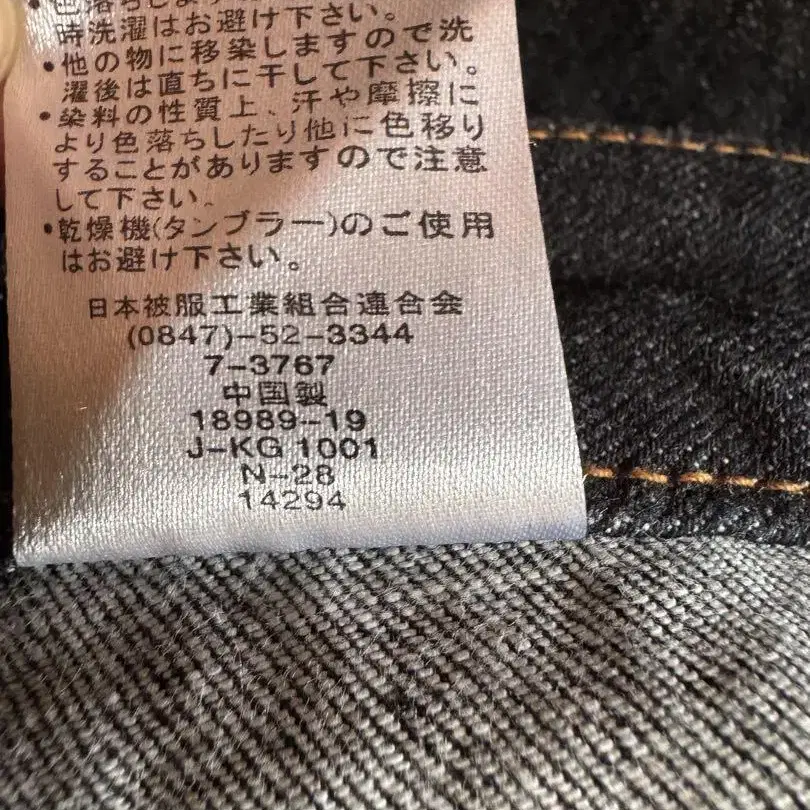 ・色落ちします
時洗濯はお避け下さい。
・他の物に移染しますので洗
濯後は直ちに干して下さい。
・染料の性質上、汗や摩擦に
より色落ちしたり他に色移り
することがありますので注意
して下さい。
・乾燥機(タンブラー)のご使用
はお避け下さい。
日本被服工業組合連合会
(0847)-52-3344
7-3767
中国製
18989-19
J-KG 1001
N-28
14294